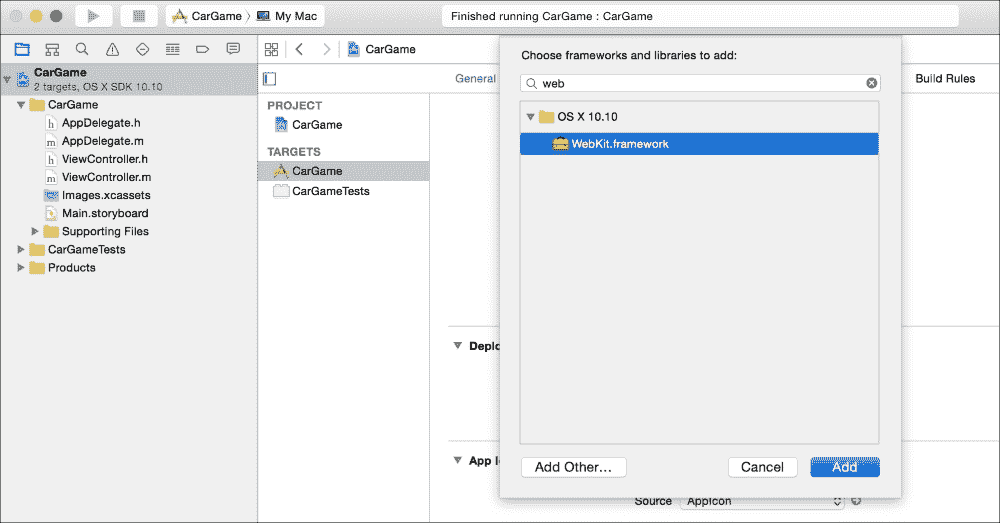 CarGame
My Mac
Finished running CarGame : CarGame
CarGame
2 targets, OS X SDK 10.10
CarGame
AppDelegate.h
AppDelegate.m
ViewController.h
ViewController.m
Images.xcassets
Main.storyboard
Supporting Files
CarGameTests
Products
CarGame
General
Build Rules
PROJECT
CarGame
TARGETS
CarGame
CarGameTests
Choose frameworks and libraries to add:
web
OS X 10.10
WebKit.framework
Add Other...
Cancel
Add
App
Source
AppIcon